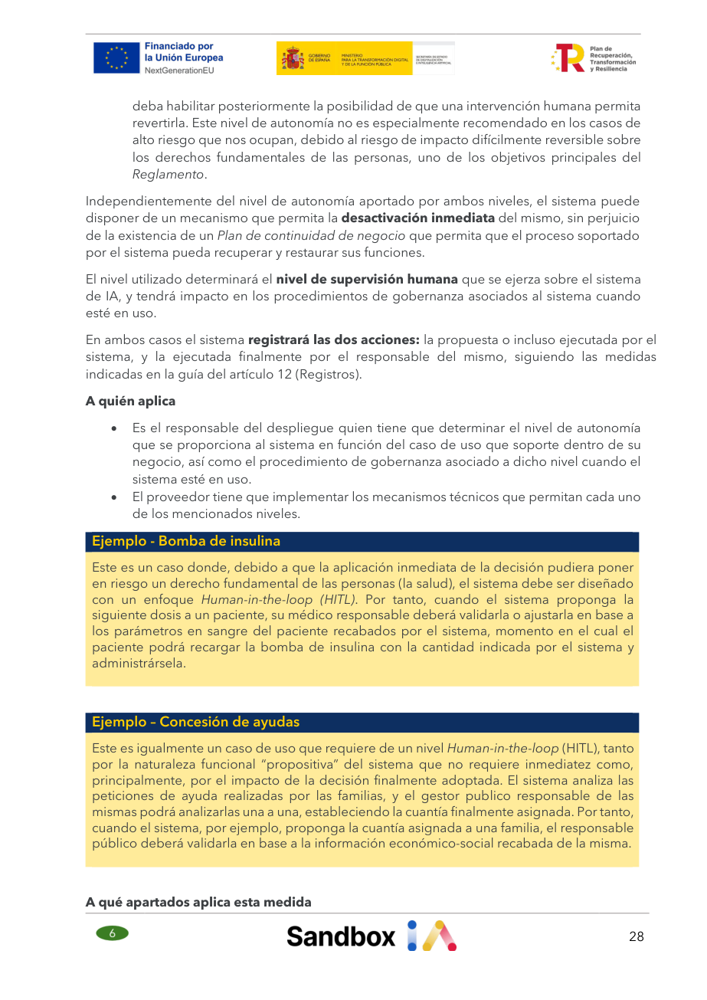 Financiado por
la Unión Europea
NextGenerationEU
GOBIERNO
DE ESPAÑA
MINISTERIO
PARA LA TRANSFORMACIÓN DIGITAL
Y DE LA FUNCIÓN PÚBLICA
SECRETARÍA DE ESTADO
DE DIGITALIZACIÓN
E INTELIGENCIA ARTIFICIAL
Plan de
Recuperación,
Transformación
y Resiliencia
deba habilitar posteriormente la posibilidad de que una intervención humana permita
revertirla. Este nivel de autonomía no es especialmente recomendado en los casos de
alto riesgo que nos ocupan, debido al riesgo de impacto difícilmente reversible sobre
los derechos fundamentales de las personas, uno de los objetivos principales del
Reglamento.
Independientemente del nivel de autonomía aportado por ambos niveles, el sistema puede
disponer de un mecanismo que permita la desactivación inmediata del mismo, sin perjuicio
de la existencia de un Plan de continuidad de negocio que permita que el proceso soportado
por el sistema pueda recuperar y restaurar sus funciones.
El nivel utilizado determinará el nivel de supervisión humana que se ejerza sobre el sistema
de IA, y tendrá impacto en los procedimientos de gobernanza asociados al sistema cuando
esté en uso.
En ambos casos el sistema registrará las dos acciones: la propuesta o incluso ejecutada por el
sistema, y la ejecutada finalmente por el responsable del mismo, siguiendo las medidas
indicadas en la guía del artículo 12 (Registros).
A quién aplica
• Es el responsable del despliegue quien tiene que determinar el nivel de autonomía
que se proporciona al sistema en función del caso de uso que soporte dentro de su
negocio, así como el procedimiento de gobernanza asociado a dicho nivel cuando el
sistema esté en uso.
• El proveedor tiene que implementar los mecanismos técnicos que permitan cada uno
de los mencionados niveles.
Ejemplo - Bomba de insulina
Este es un caso donde, debido a que la aplicación inmediata de la decisión pudiera poner
en riesgo un derecho fundamental de las personas (la salud), el sistema debe ser diseñado
con un enfoque Human-in-the-loop (HITL). Por tanto, cuando el sistema proponga la
siguiente dosis a un paciente, su médico responsable deberá validarla o ajustarla en base a
los parámetros en sangre del paciente recabados por el sistema, momento en el cual el
paciente podrá recargar la bomba de insulina con la cantidad indicada por el sistema y
administrársela.
Ejemplo – Concesión de ayudas
Este es igualmente un caso de uso que requiere de un nivel Human-in-the-loop (HITL), tanto
por la naturaleza funcional “propositiva” del sistema que no requiere inmediatez como,
principalmente, por el impacto de la decisión finalmente adoptada. El sistema analiza las
peticiones de ayuda realizadas por las familias, y el gestor publico responsable de las
mismas podrá analizarlas una a una, estableciendo la cuantía finalmente asignada. Por tanto,
cuando el sistema, por ejemplo, proponga la cuantía asignada a una familia, el responsable
público deberá validarla en base a la información económico-social recabada de la misma.
A qué apartados aplica esta medida
6
Sandbox
28